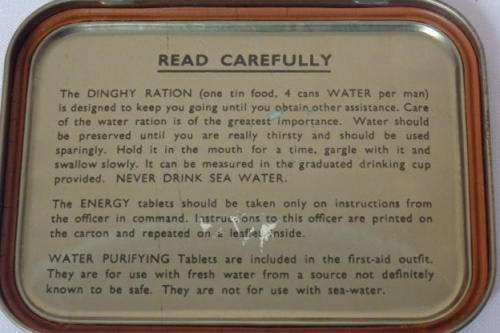 READ CAREFULLY
The DINGHY RATION (one tin food, 4 cans WATER per man)
is designed to keep you going until you obtain other assistance. Care
of the water ration is of the greatest importance. Water should
be preserved until you are really thirsty and should be used
sparingly. Hold it in the mouth for a time, gargle with it and
swallow slowly. It can be measured in the graduated drinking cup
provided. NEVER DRINK SEA WATER.
The ENERGY tablets should be taken only on instructions from
the officer in command. Instructions to this officer are printed on
the carton and repeated on a leaflet inside.
WATER PURIFYING Tablets are included in the first-aid outfit.
They are for use with fresh water from a source not definitely
known to be safe. They are not for use with sea-water.